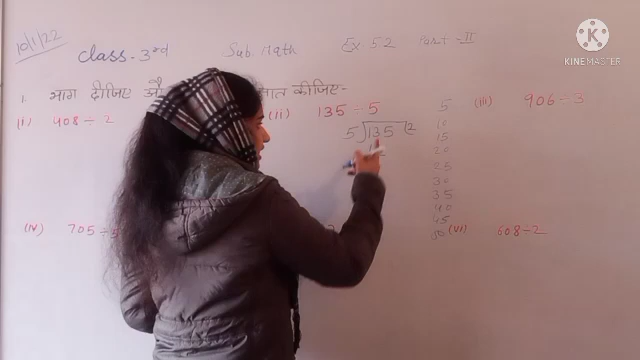 10/1/22
class - 3rd Sub. Math Ex 5.2 Part - II
KINEMASTER
1. भाग दीजिए कीजिए-
(i) 408 ÷ 2 (ii) 135 ÷ 5 (iii) 906 ÷ 3
5)135(2
5
10
15
20
25
30
35
40
45
50
(iv) 705 ÷ (vi) 608 ÷ 2